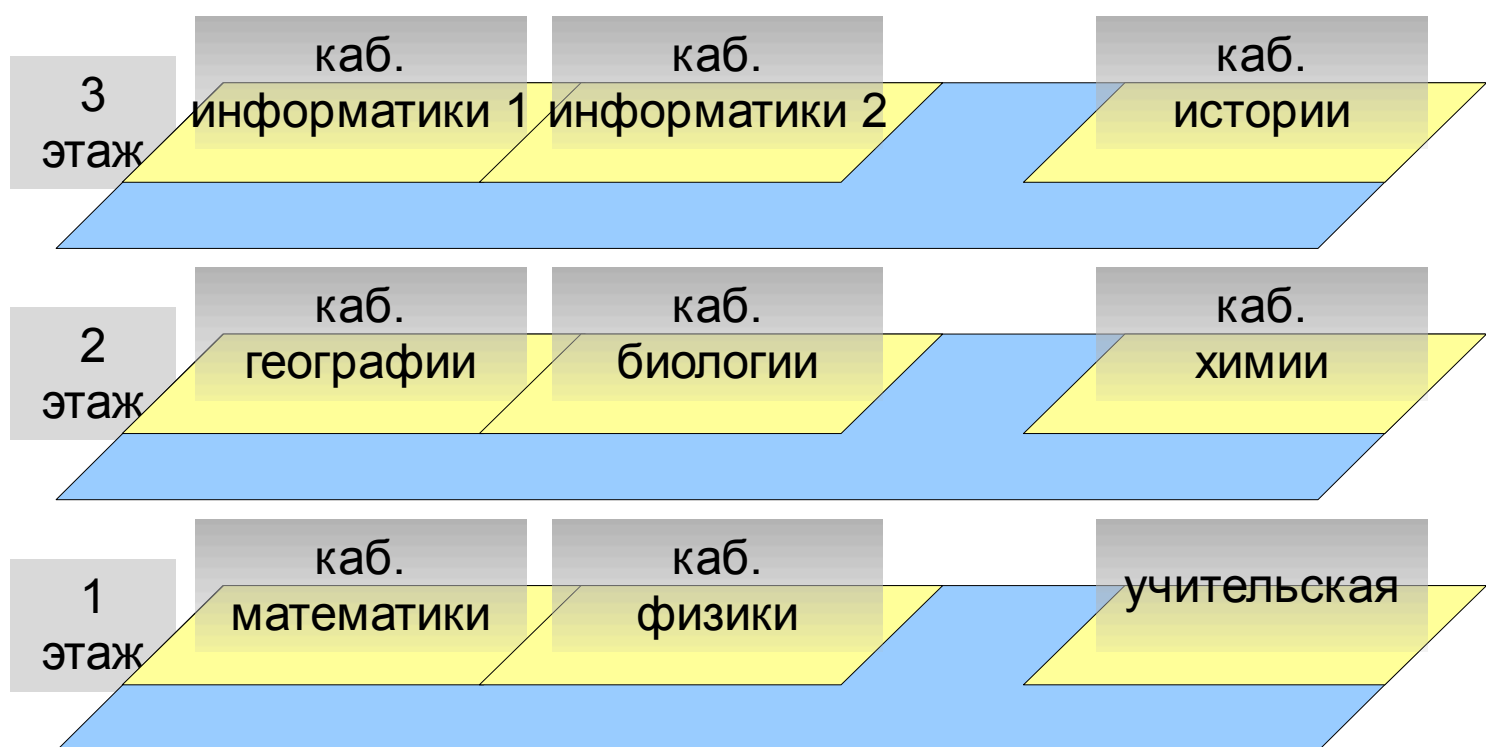 3
этаж
каб.
информатики 1
каб.
информатики 2
каб.
истории
2
этаж
каб.
географии
каб.
биологии
каб.
химии
1
этаж
каб.
математики
каб.
физики
учительская